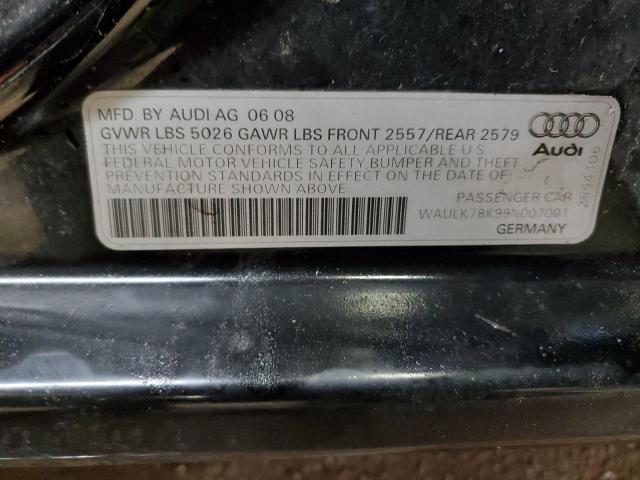 MFD. BY AUDI AG 06 08
GVWR LBS 5026 GAWR LBS FRONT 2557/REAR 2579
THIS VEHICLE CONFORMS TO ALL APPLICABLE U S
FEDERAL MOTOR VEHICLE SAFETY, BUMPER AND THEFT
PREVENTION STANDARDS IN EFFECT ON THE DATE OF
MANUFACTURE SHOWN ABOVE
Audi
2554106
PASSENGER CAR
WAULK78K99N007001
GERMANY